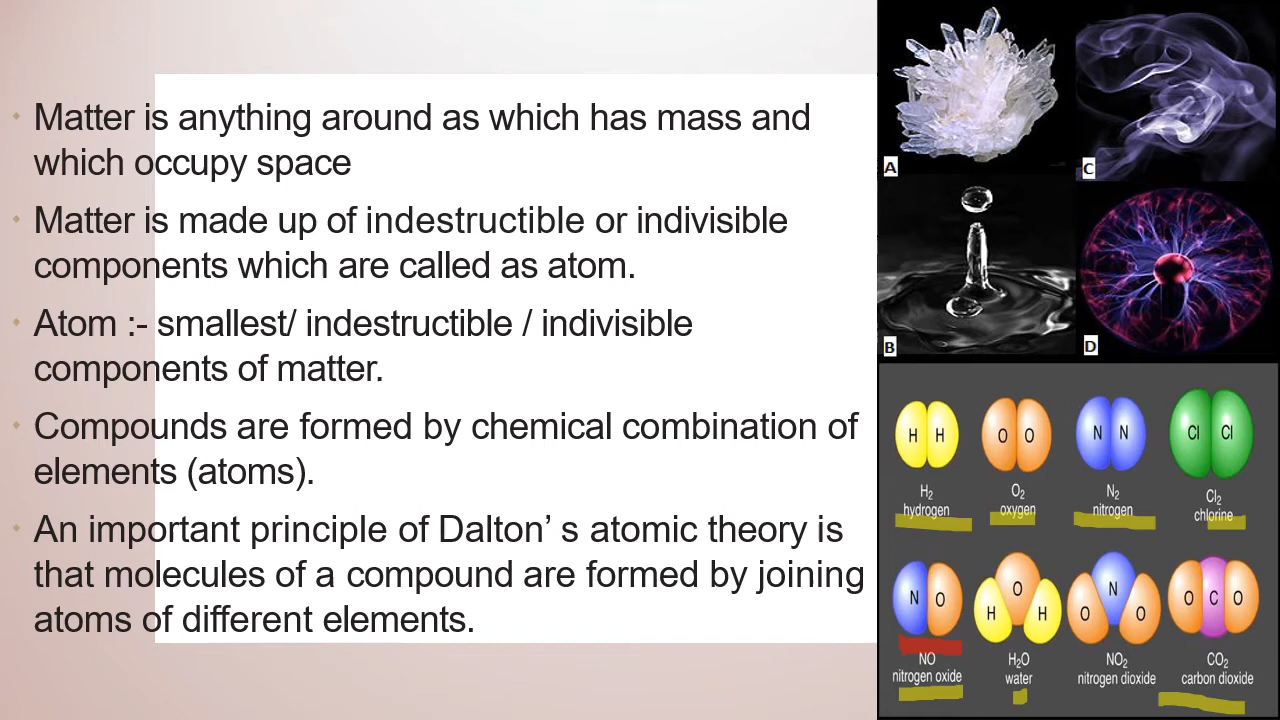 Matter is anything around as which has mass and
which occupy space
Matter is made up of indestructible or indivisible
components which are called as atom.
Atom :- smallest/ indestructible / indivisible
components of matter.
Compounds are formed by chemical combination of
elements (atoms).
An important principle of Dalton’ s atomic theory is
that molecules of a compound are formed by joining
atoms of different elements.
A
C
B
D
H H
O O
N N
Cl Cl
H₂
hydrogen
O₂
oxygen
N₂
nitrogen
Cl₂
chlorine
N O
H O H
O N O
O C O
NO
nitrogen oxide
H₂O
water
NO₂
nitrogen dioxide
CO₂
carbon dioxide